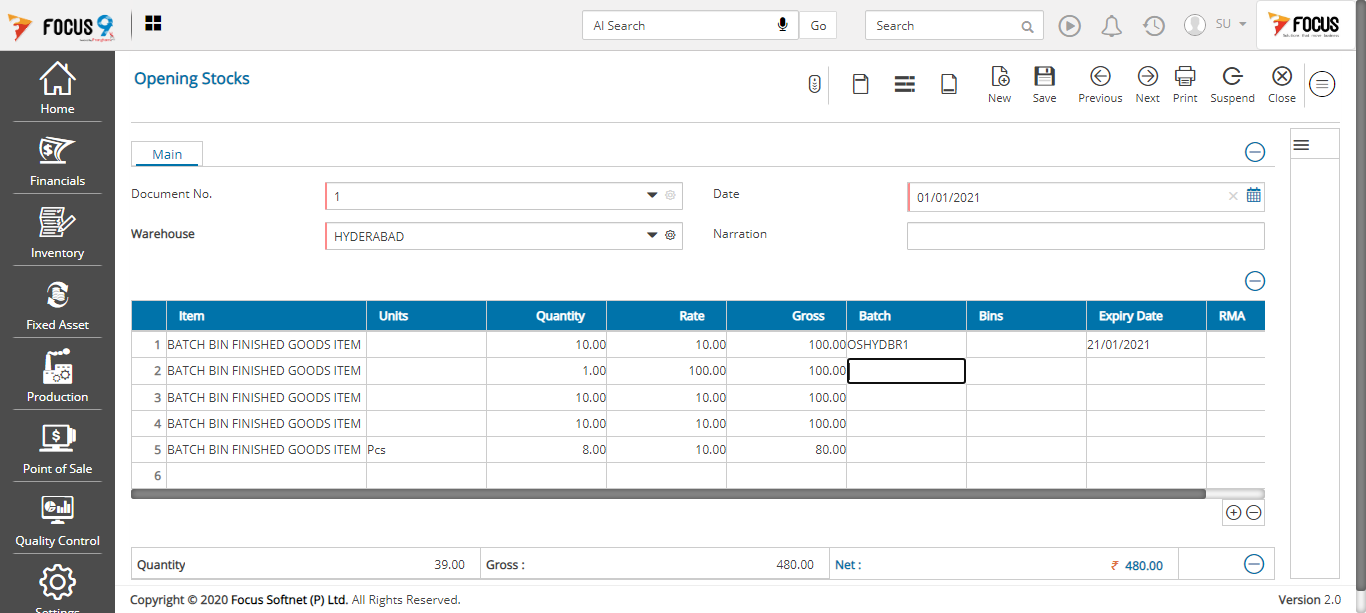 FOCUS 9
AI Search
Go
Search
SU
FOCUS
Home
Financials
Inventory
Fixed Asset
Production
Point of Sale
Quality Control
Settings
Opening Stocks
New Save Previous Next Print Suspend Close
Main
Document No. 1 Date 01/01/2021
Warehouse HYDERABAD Narration
Item Units Quantity Rate Gross Batch Bins Expiry Date RMA
1 BATCH BIN FINISHED GOODS ITEM 10.00 10.00 100.00 OSHYDBR1 21/01/2021
2 BATCH BIN FINISHED GOODS ITEM 1.00 100.00 100.00
3 BATCH BIN FINISHED GOODS ITEM 10.00 10.00 100.00
4 BATCH BIN FINISHED GOODS ITEM 10.00 10.00 100.00
5 BATCH BIN FINISHED GOODS ITEM Pcs 8.00 10.00 80.00
6
Quantity 39.00 Gross : 480.00 Net : ₹ 480.00
Copyright © 2020 Focus Softnet (P) Ltd. All Rights Reserved. Version 2.0